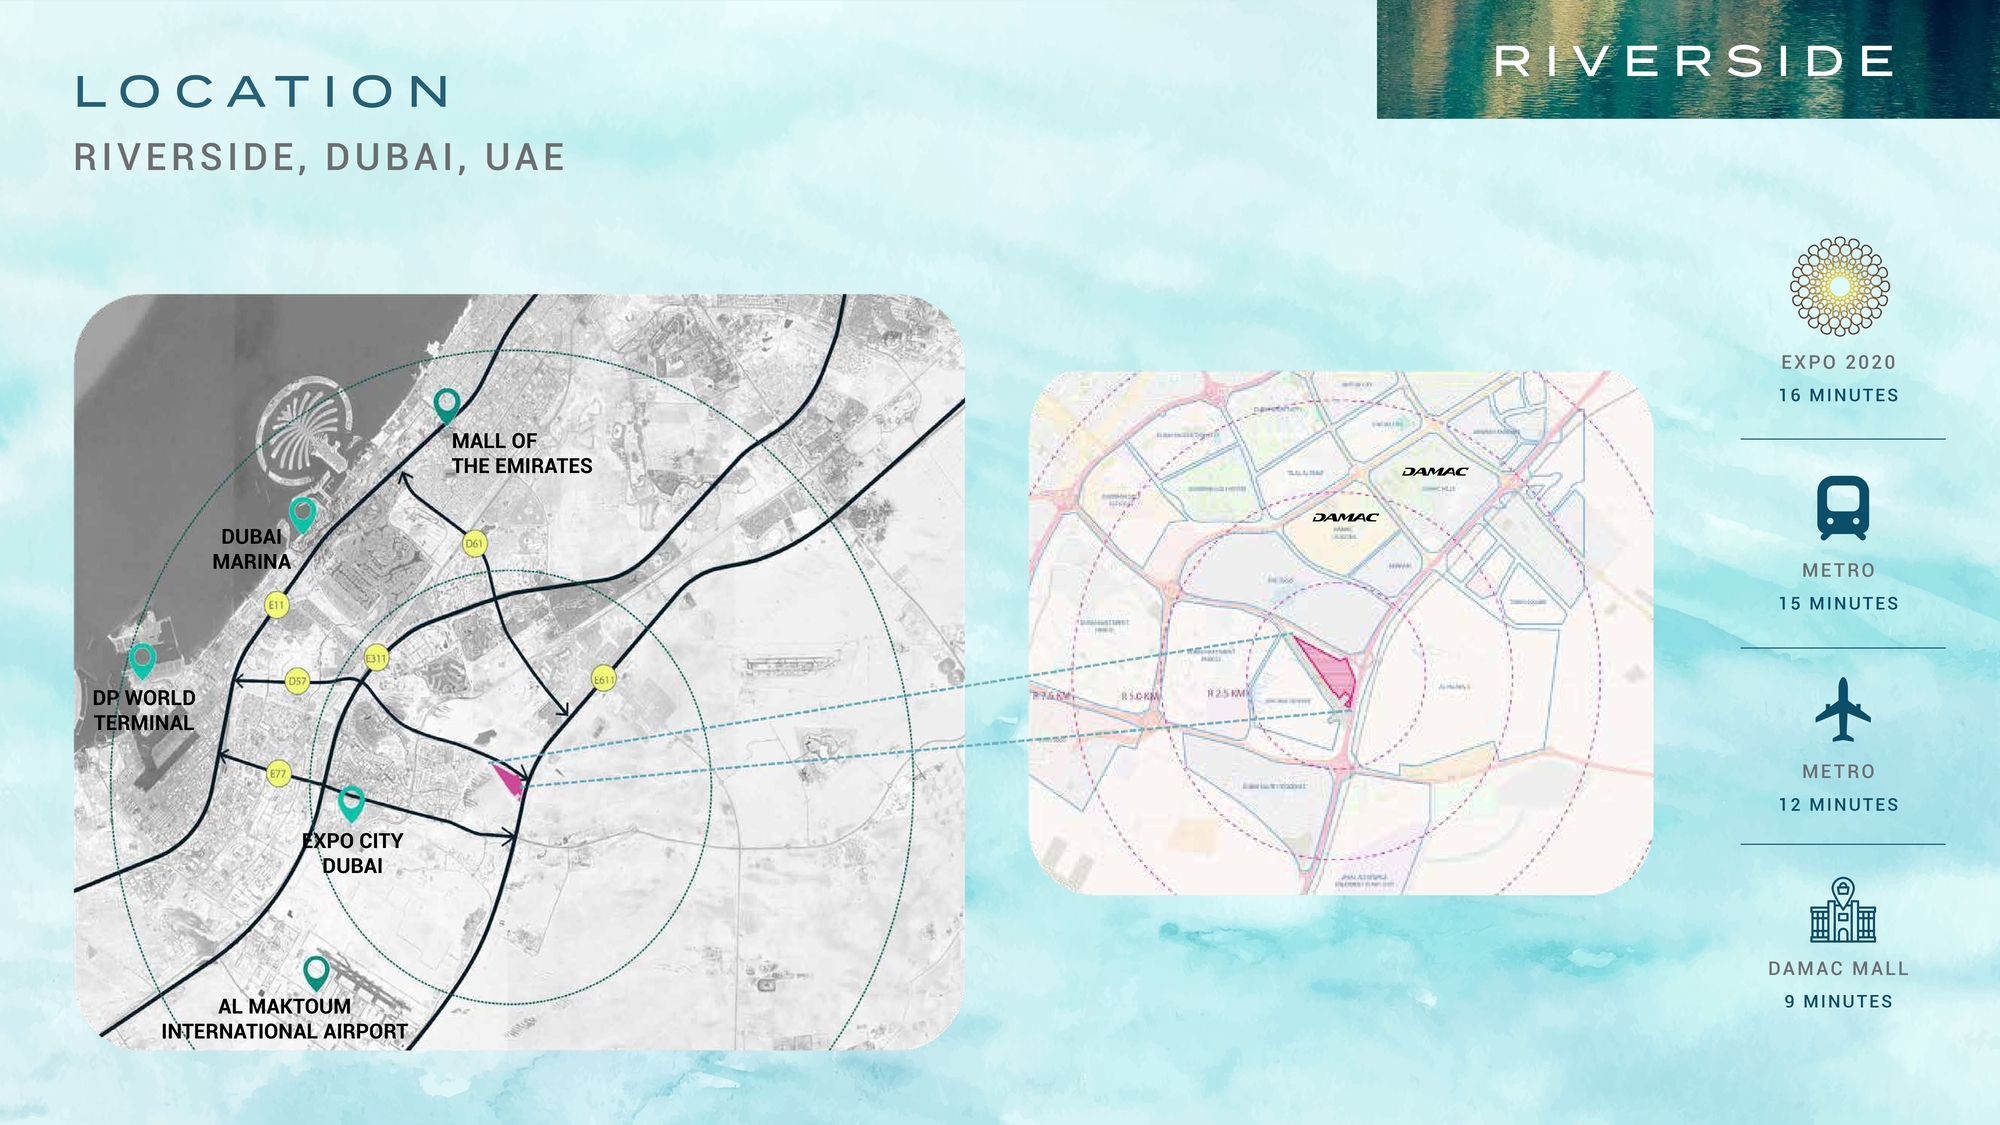 RIVERSIDE
LOCATION
RIVERSIDE, DUBAI, UAE
MALL OF
THE EMIRATES
DUBAI
MARINA
D61
E11
E311
D57
E611
DP WORLD
TERMINAL
E77
EXPO CITY
DUBAI
AL MAKTOUM
INTERNATIONAL AIRPORT
DAMAC
DAMAC
R 7.5 KM
R 5.0 KM
R 2.5 KM
EXPO 2020
16 MINUTES
METRO
15 MINUTES
METRO
12 MINUTES
DAMAC MALL
9 MINUTES